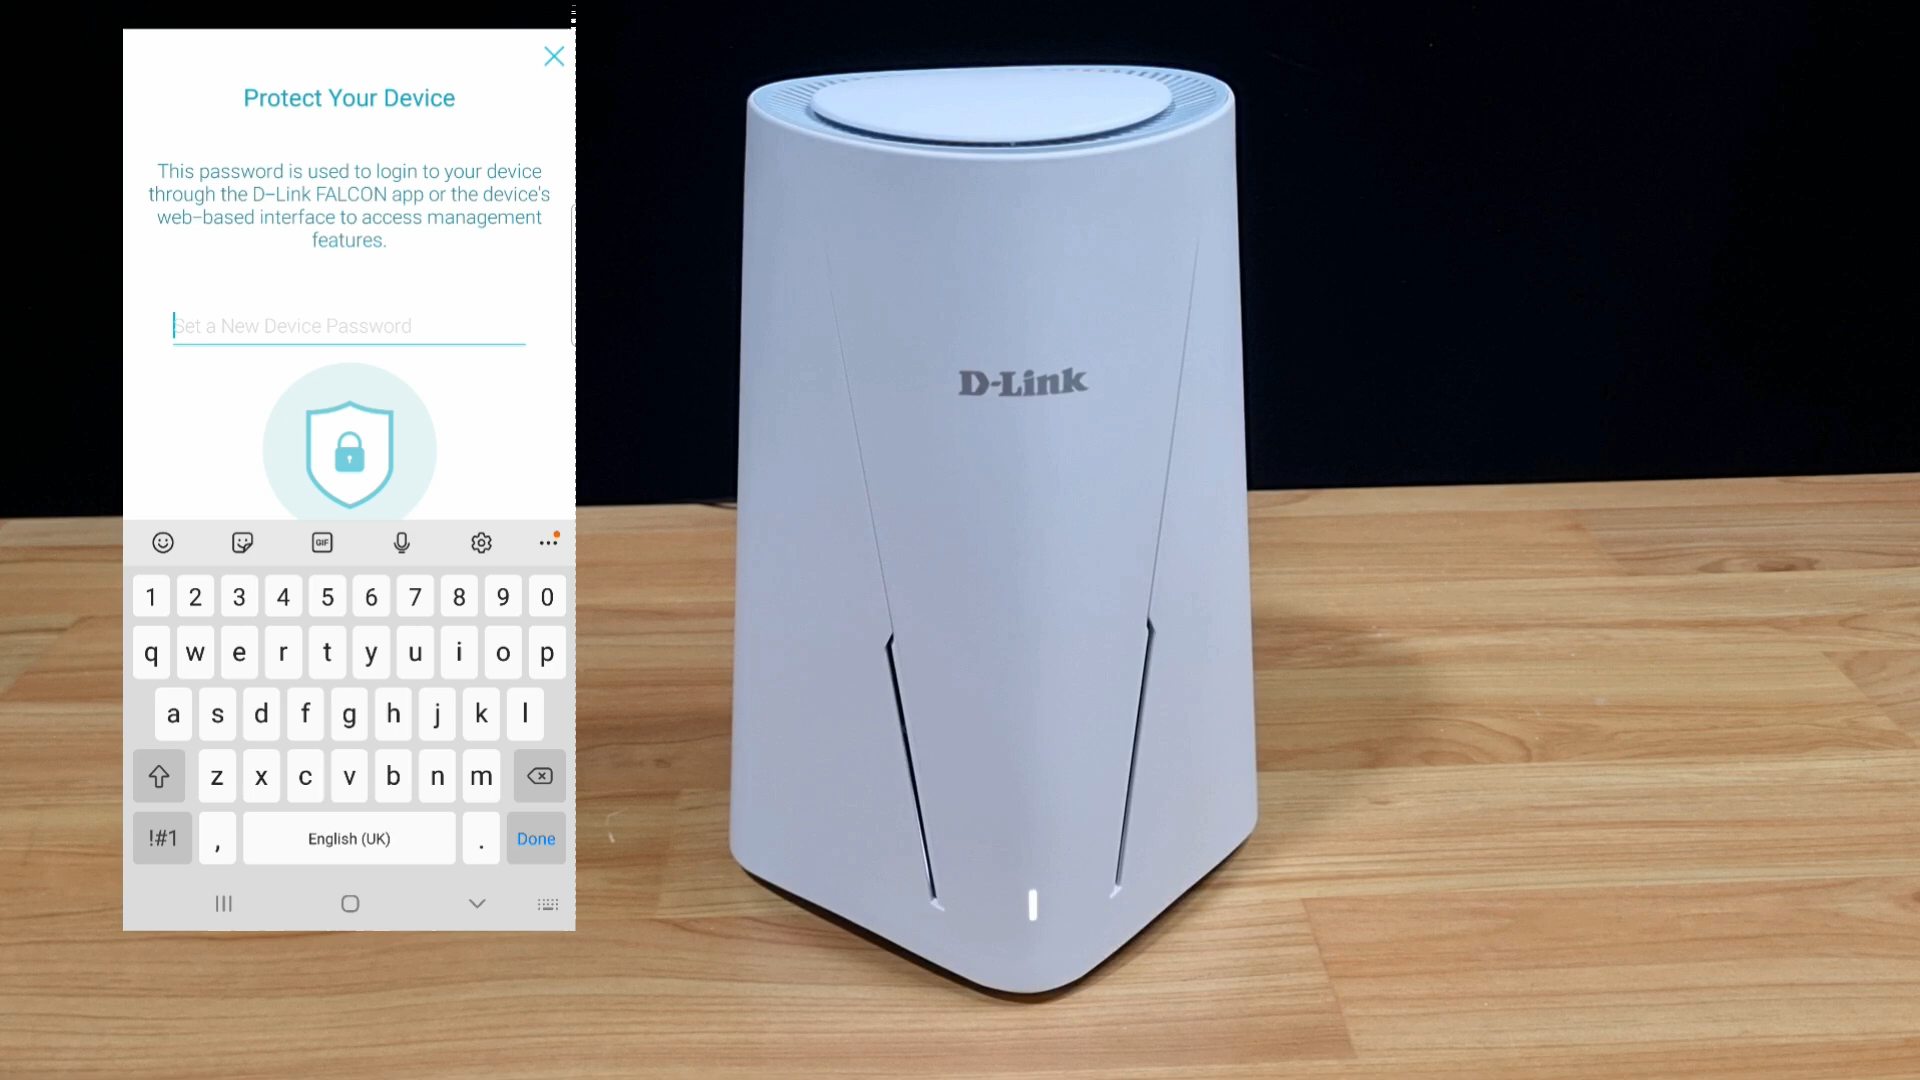 Protect Your Device
This password is used to login to your device
through the D-Link FALCON app or the device's
web-based interface to access management
features.
Set a New Device Password
D-Link
GIF
1 2 3 4 5 6 7 8 9 0
q w e r t y u i o p
a s d f g h j k l
z x c v b n m
!#1 , English (UK) . Done